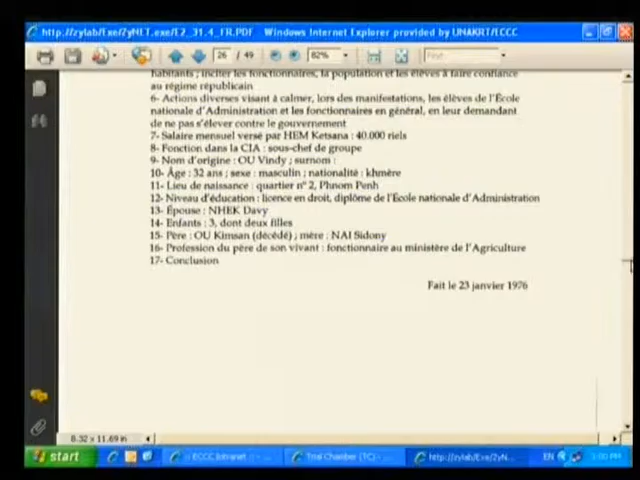 http://zylab/Exe/ZyNET.exe/E2_31.4_FR.PDF - Windows Internet Explorer provided by UNAKRT/ECCC
26 / 49 82% Find
habitants ; inciter les fonctionnaires, la population et les élèves à faire confiance
au régime républicain
6- Actions diverses visant à calmer, lors des manifestations, les élèves de l'École
nationale d'Administration et les fonctionnaires en général, en leur demandant
de ne pas s'élever contre le gouvernement
7- Salaire mensuel versé par HEM Ketsana : 40.000 riels
8- Fonction dans la CIA : sous-chef de groupe
9- Nom d'origine : OU Vindy ; surnom :
10- Âge : 32 ans ; sexe : masculin ; nationalité : khmère
11- Lieu de naissance : quartier n° 2, Phnom Penh
12- Niveau d'éducation : licence en droit, diplôme de l'École nationale d'Administration
13- Épouse : NHEK Davy
14- Enfants : 3, dont deux filles
15- Père : OU Kimsan (décédé) ; mère : NAI Sidony
16- Profession du père de son vivant : fonctionnaire au ministère de l'Agriculture
17- Conclusion
Fait le 23 janvier 1976
8.32 x 11.69 in
start ECCC Intranet Trial Chamber (TC) - http://zylab/Exe/ZyN... EN 3:00 PM